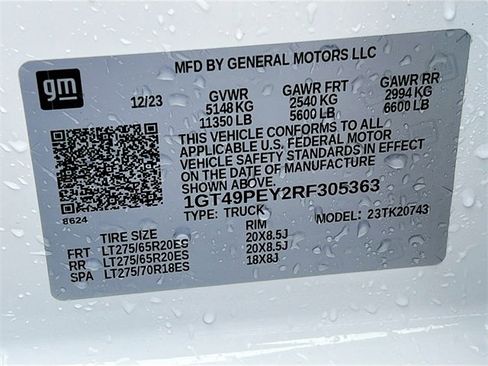 MFD BY GENERAL MOTORS LLC
gm
12/23 GVWR GAWR FRT GAWR RR
5148 KG 2540 KG 2994 KG
11350 LB 5600 LB 6600 LB
THIS VEHICLE CONFORMS TO ALL
APPLICABLE U.S. FEDERAL MOTOR
VEHICLE SAFETY STANDARDS IN EFFECT
ON THE DATE OF MANUFACTURE
SHOWN ABOVE.
8624
1GT49PEY2RF305363
TYPE: TRUCK MODEL: 23TK20743
TIRE SIZE RIM
FRT LT275/65R20ES 20X8.5J
RR LT275/65R20ES 20X8.5J
SPA LT275/70R18ES 18X8J